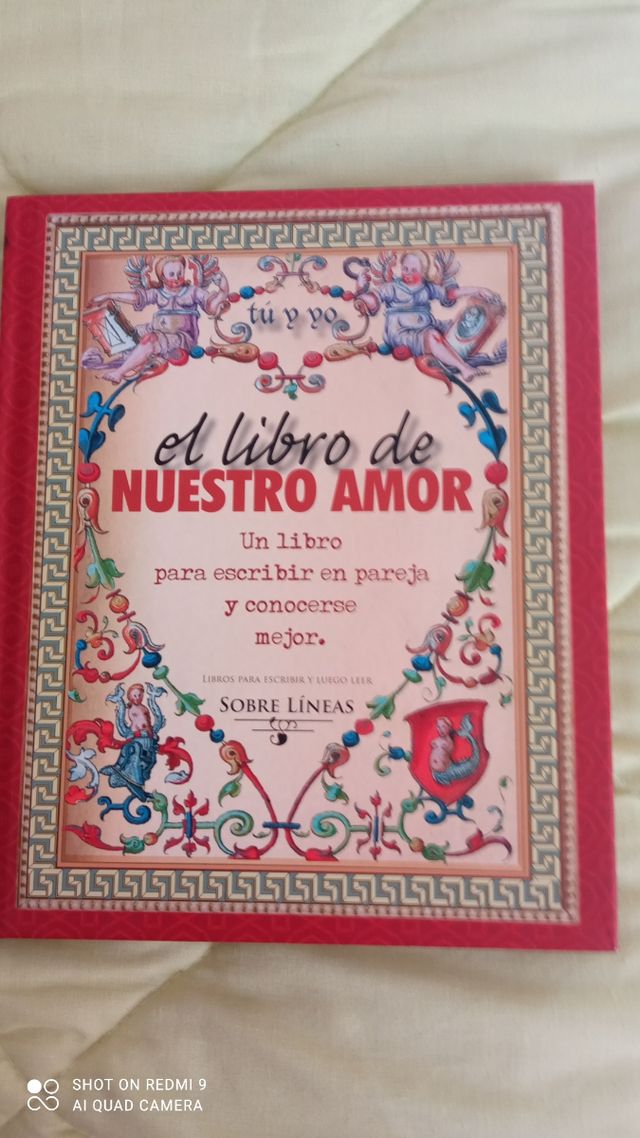 tú y yo
el libro de
NUESTRO AMOR
Un libro
para escribir en pareja
y conocerse
mejor.
LIBROS PARA ESCRIBIR Y LUEGO LEER
SOBRE LÍNEAS
SHOT ON REDMI 9
AI QUAD CAMERA